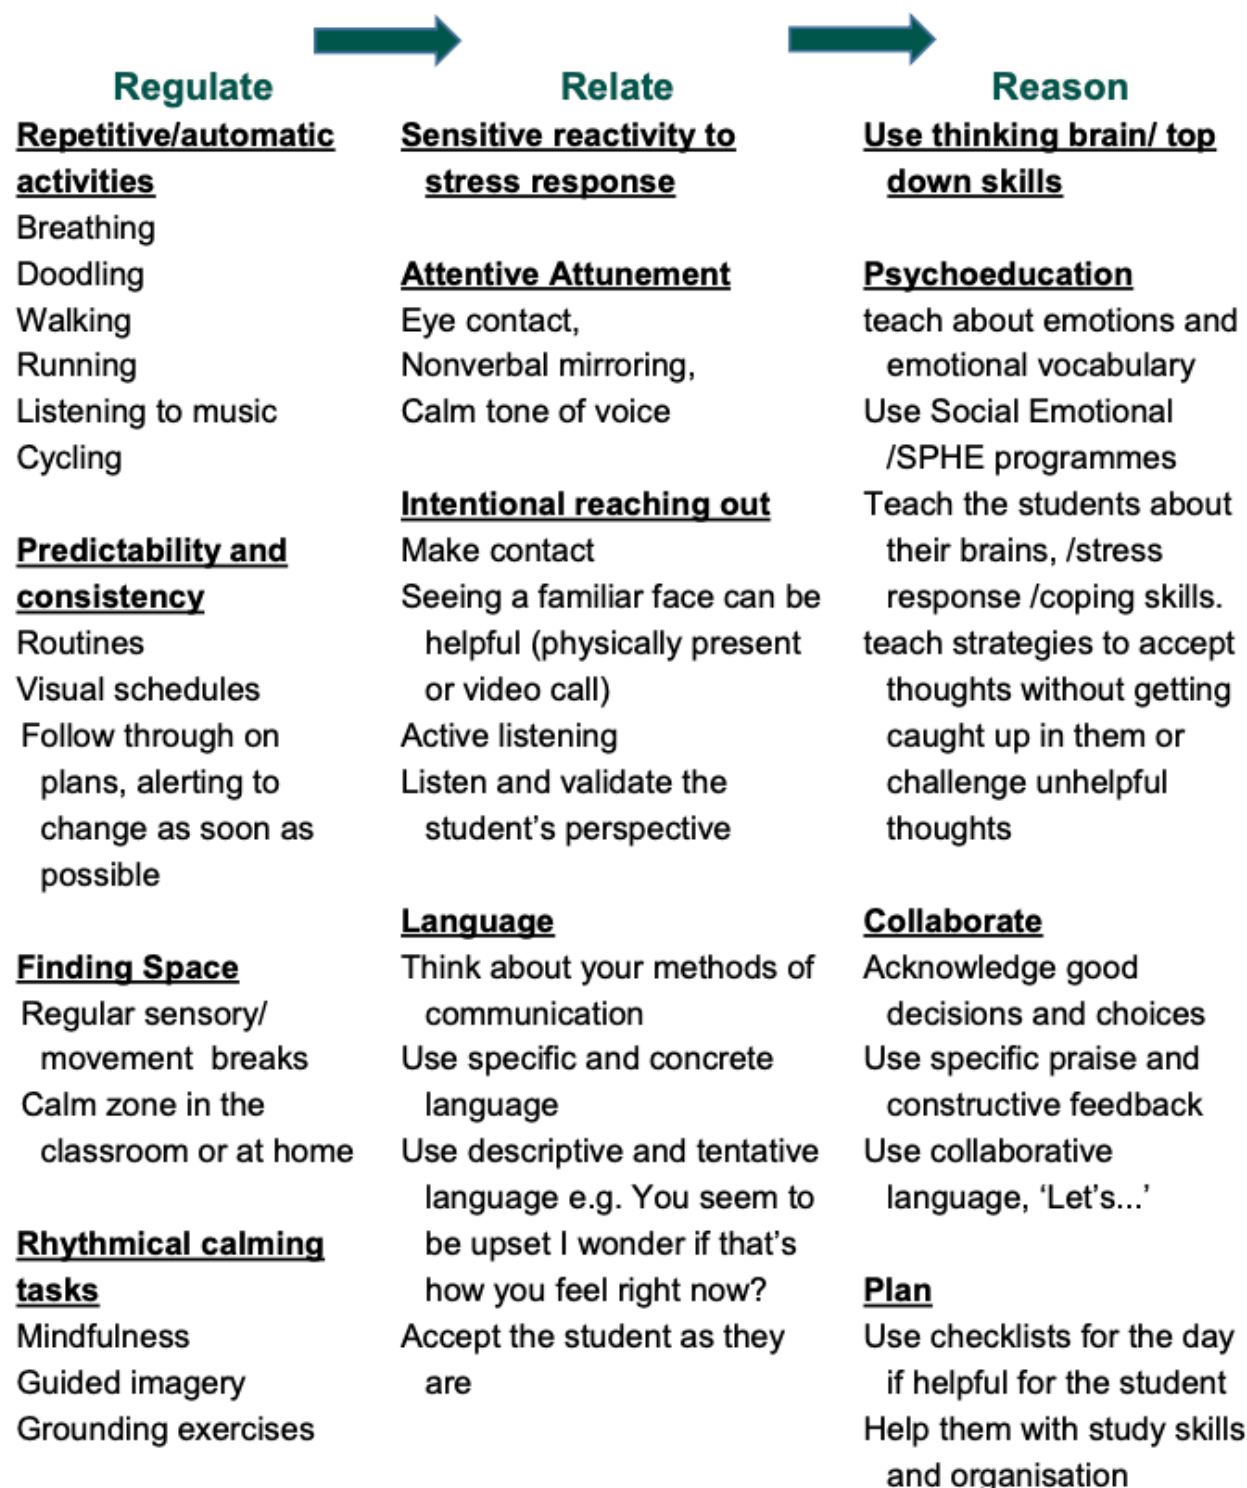 Regulate
Repetitive/automatic
activities
Breathing
Doodling
Walking
Running
Listening to music
Cycling
Predictability and
consistency
Routines
Visual schedules
Follow through on
plans, alerting to
change as soon as
possible
Finding Space
Regular sensory/
movement  breaks
Calm zone in the
classroom or at home
Rhythmical calming
tasks
Mindfulness
Guided imagery
Grounding exercises
Relate
Sensitive reactivity to
stress response
Attentive Attunement
Eye contact,
Nonverbal mirroring,
Calm tone of voice
Intentional reaching out
Make contact
Seeing a familiar face can be
helpful (physically present
or video call)
Active listening
Listen and validate the
student’s perspective
Language
Think about your methods of
communication
Use specific and concrete
language
Use descriptive and tentative
language e.g. You seem to
be upset I wonder if that’s
how you feel right now?
Accept the student as they
are
Reason
Use thinking brain/ top
down skills
Psychoeducation
teach about emotions and
emotional vocabulary
Use Social Emotional
/SPHE programmes
Teach the students about
their brains, /stress
response /coping skills.
teach strategies to accept
thoughts without getting
caught up in them or
challenge unhelpful
thoughts
Collaborate
Acknowledge good
decisions and choices
Use specific praise and
constructive feedback
Use collaborative
language, ‘Let’s...’
Plan
Use checklists for the day
if helpful for the student
Help them with study skills
and organisation